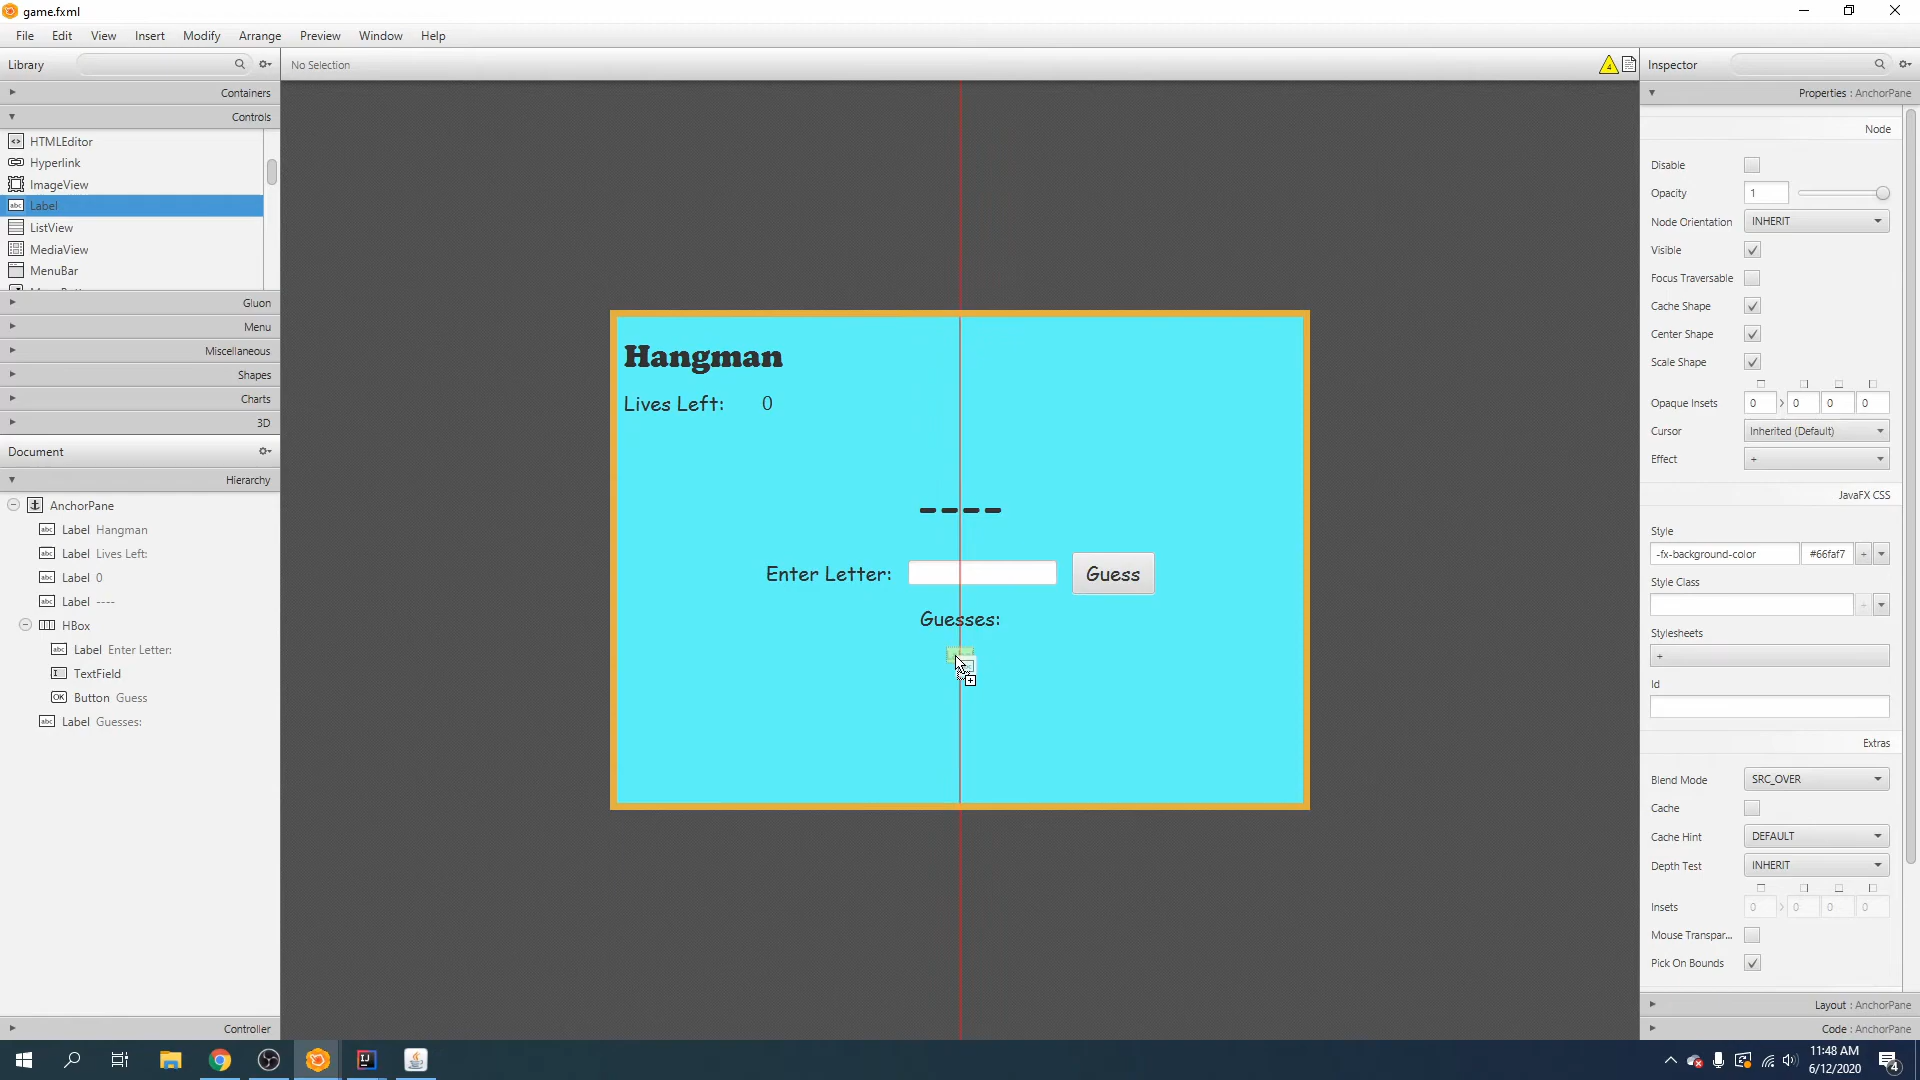 game.fxml
File Edit View Insert Modify Arrange Preview Window Help
Library
No Selection
4
Inspector
Containers
Properties : AnchorPane
Controls
Node
HTMLEditor
Hyperlink
ImageView
Label
ListView
MediaView
MenuBar
Gluon
Menu
Miscellaneous
Shapes
Charts
3D
Document
Hierarchy
AnchorPane
Label Hangman
Label Lives Left:
Label 0
Label ----
HBox
Label Enter Letter:
TextField
Button Guess
Label Guesses:
Controller
Hangman
Lives Left: 0
----
Enter Letter: Guess
Guesses:
Disable
Opacity 1
Node Orientation INHERIT
Visible
Focus Traversable
Cache Shape
Center Shape
Scale Shape
Opaque Insets 0 0 0 0
Cursor Inherited (Default)
Effect +
JavaFX CSS
Style
-fx-background-color #66faf7 +
Style Class
+
Stylesheets
+
Id
Extras
Blend Mode SRC_OVER
Cache
Cache Hint DEFAULT
Depth Test INHERIT
Insets 0 0 0 0
Mouse Transpar...
Pick On Bounds
Layout : AnchorPane
Code : AnchorPane
11:48 AM
6/12/2020
4